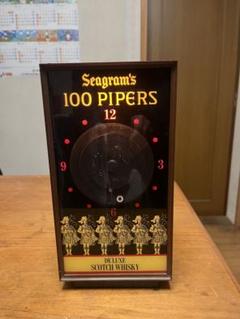 Seagram's
100 PIPERS
12
9
3
6
DELUXE
SCOTCH WHISKY